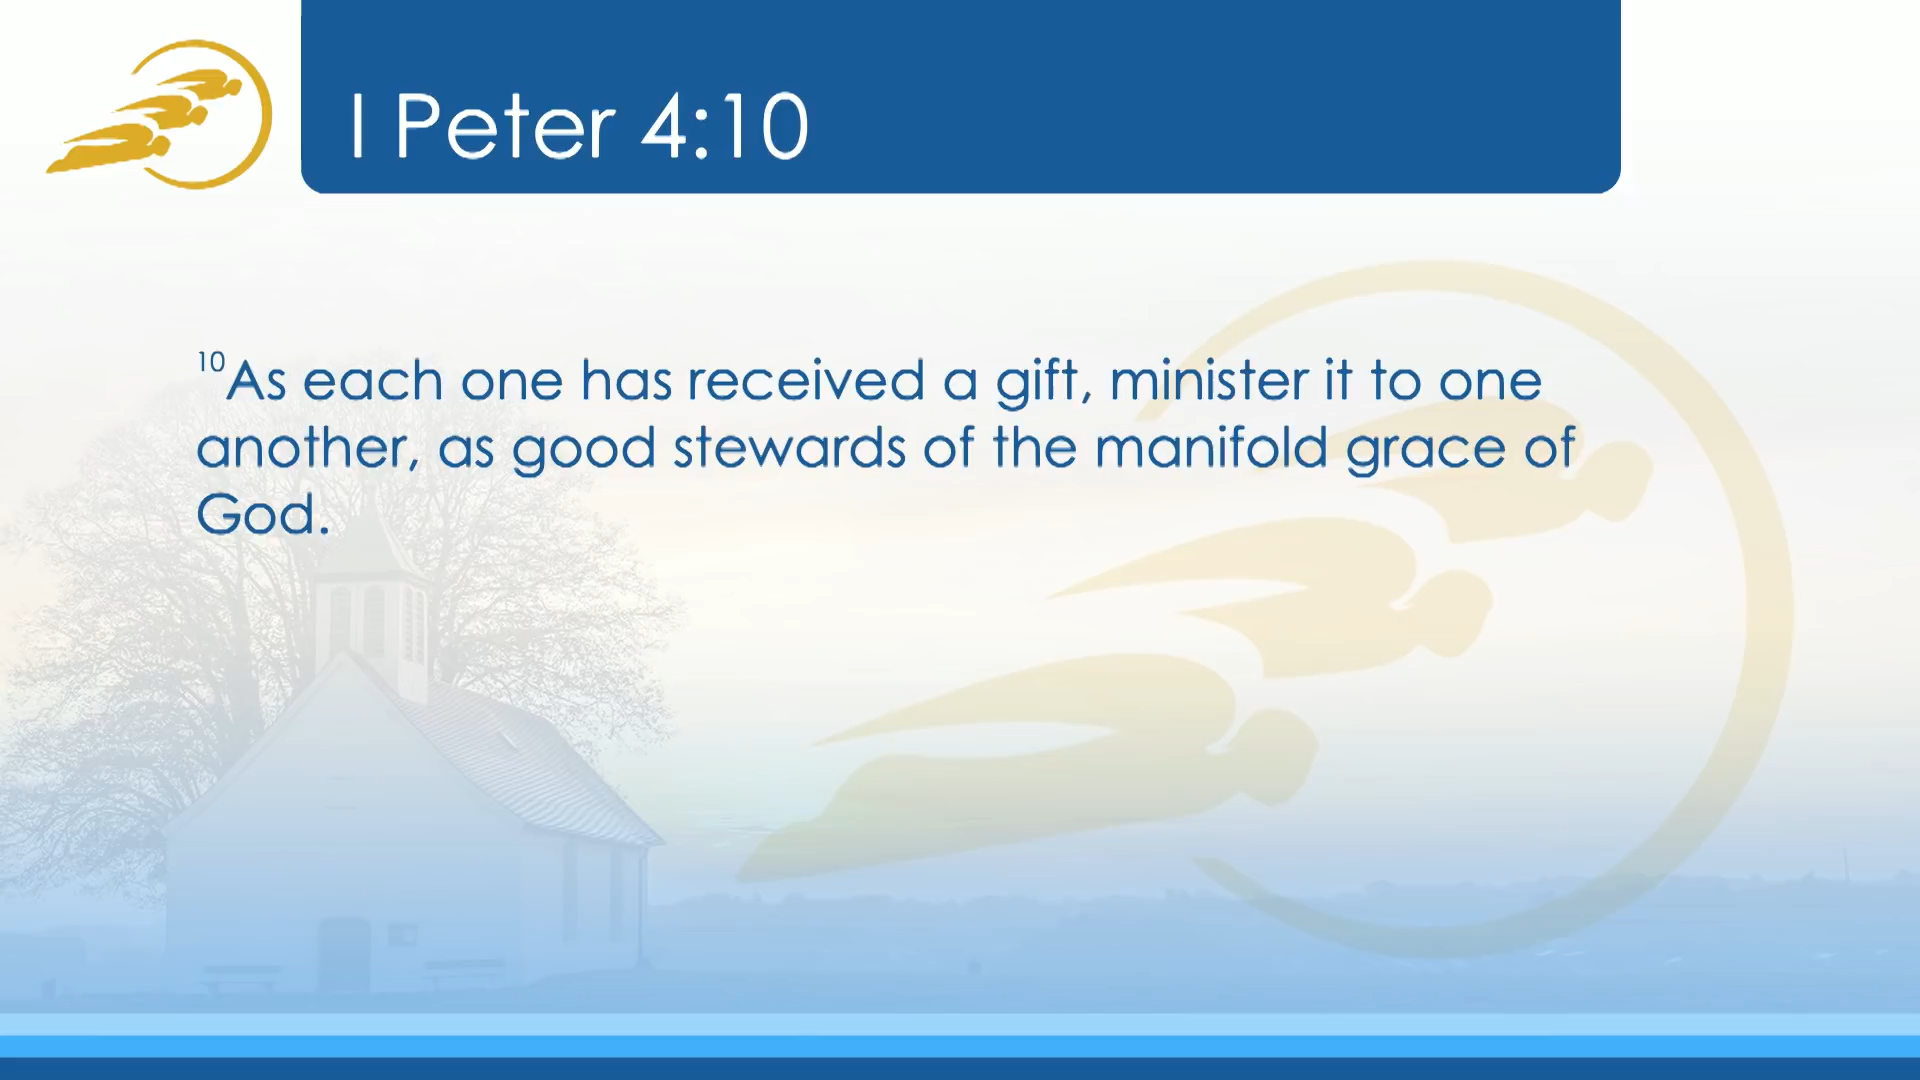 I Peter 4:10
10As each one has received a gift, minister it to one
another, as good stewards of the manifold grace of
God.